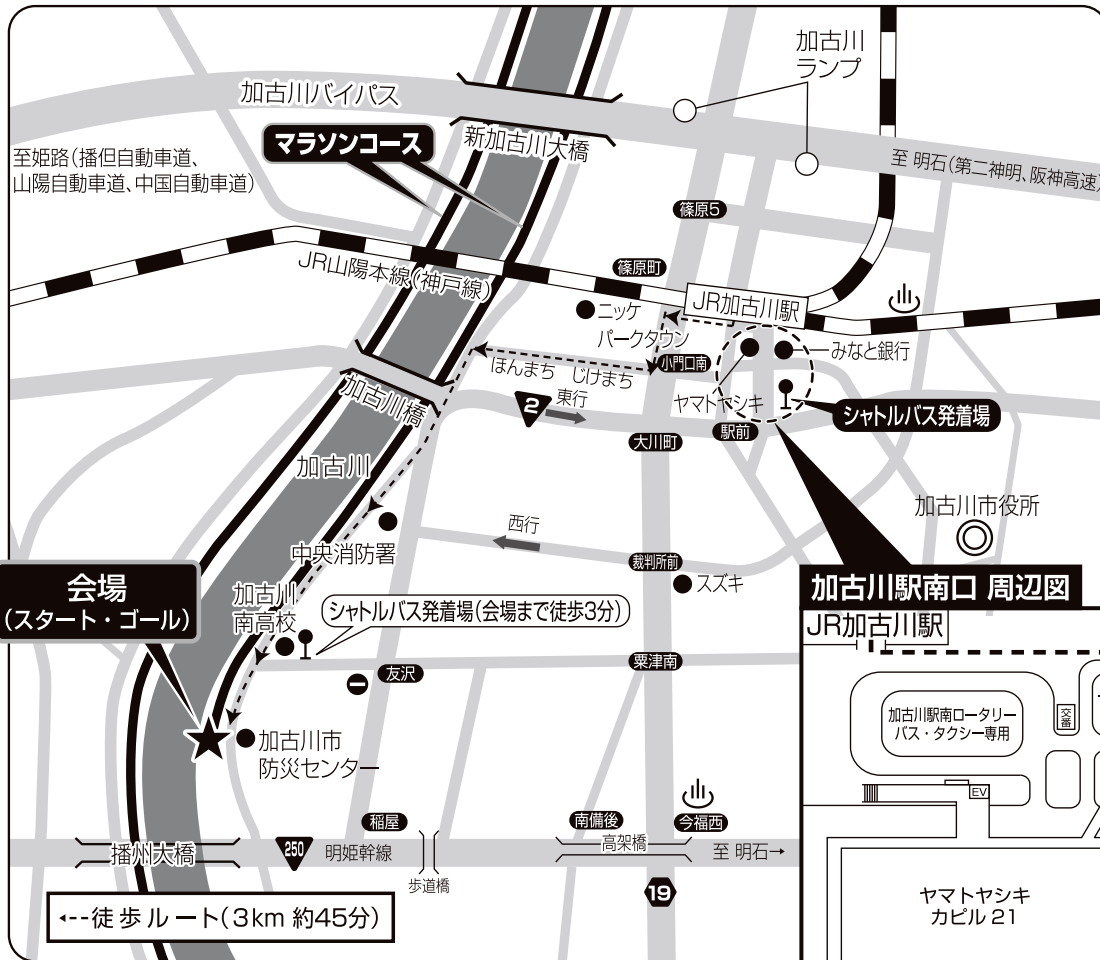 加古川
ランプ
加古川バイパス
マラソンコース
新加古川大橋
至姫路(播但自動車道、
山陽自動車道、中国自動車道)
至 明石(第二神明、阪神高速)
篠原5
JR山陽本線(神戸線)
篠原町
JR加古川駅
ニッケ
パークタウン
みなと銀行
小門口南
ほんまち じけまち
東行
2
ヤマトヤシキ
シャトルバス発着場
加古川橋
大川町
駅前
加古川
加古川市役所
西行
中央消防署
裁判所前
スズキ
会場
(スタート・ゴール)
加古川
南高校
シャトルバス発着場(会場まで徒歩3分)
友沢
粟津南
加古川市
防災センター
稲屋
南備後
今福西
播州大橋
250
明姫幹線
歩道橋
高架橋
至 明石→
19
徒歩ルート(3km 約45分)
加古川駅南口 周辺図
JR加古川駅
加古川駅南ロータリー
バス・タクシー専用
交番
EV
ヤマトヤシキ
カピル 21